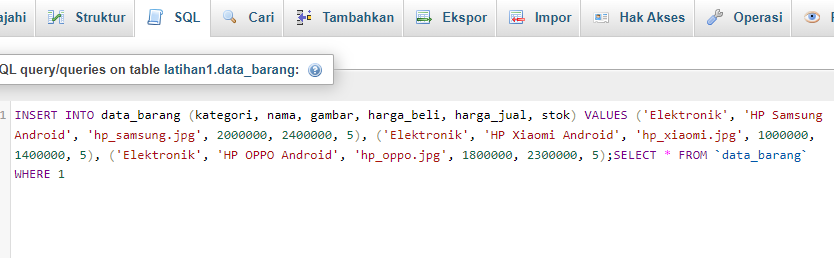 ajahi Struktur SQL Cari Tambahkan Ekspor Impor Hak Akses Operasi
QL query/queries on table latihan1.data_barang:
1 INSERT INTO data_barang (kategori, nama, gambar, harga_beli, harga_jual, stok) VALUES ('Elektronik', 'HP Samsung
Android', 'hp_samsung.jpg', 2000000, 2400000, 5), ('Elektronik', 'HP Xiaomi Android', 'hp_xiaomi.jpg', 1000000,
1400000, 5), ('Elektronik', 'HP OPPO Android', 'hp_oppo.jpg', 1800000, 2300000, 5);SELECT * FROM `data_barang`
WHERE 1